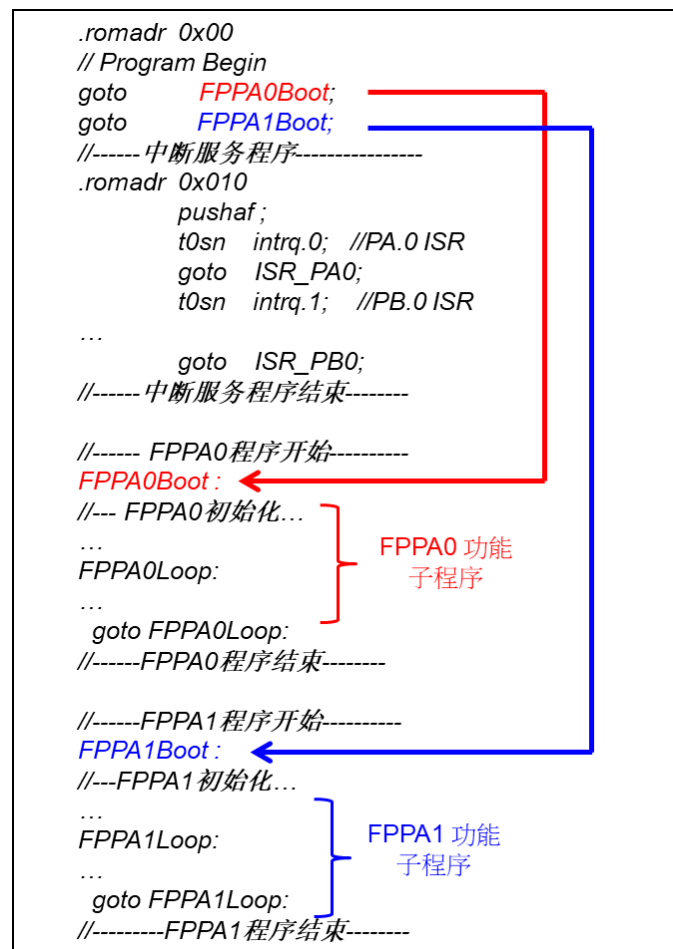 .romadr 0x00
// Program Begin
goto FPPA0Boot;
goto FPPA1Boot;
//------中断服务程序----------------
.romadr 0x010
pushaf ;
t0sn intrq.0; //PA.0 ISR
goto ISR_PA0;
t0sn intrq.1; //PB.0 ISR
…
goto ISR_PB0;
//------中断服务程序结束--------
//------ FPPA0程序开始----------
FPPA0Boot :
//--- FPPA0初始化…
…
FPPA0 功能
子程序
FPPA0Loop:
…
goto FPPA0Loop:
//------FPPA0程序结束--------
//------FPPA1程序开始----------
FPPA1Boot :
//---FPPA1初始化…
…
FPPA1 功能
子程序
FPPA1Loop:
…
goto FPPA1Loop:
//---------FPPA1程序结束--------